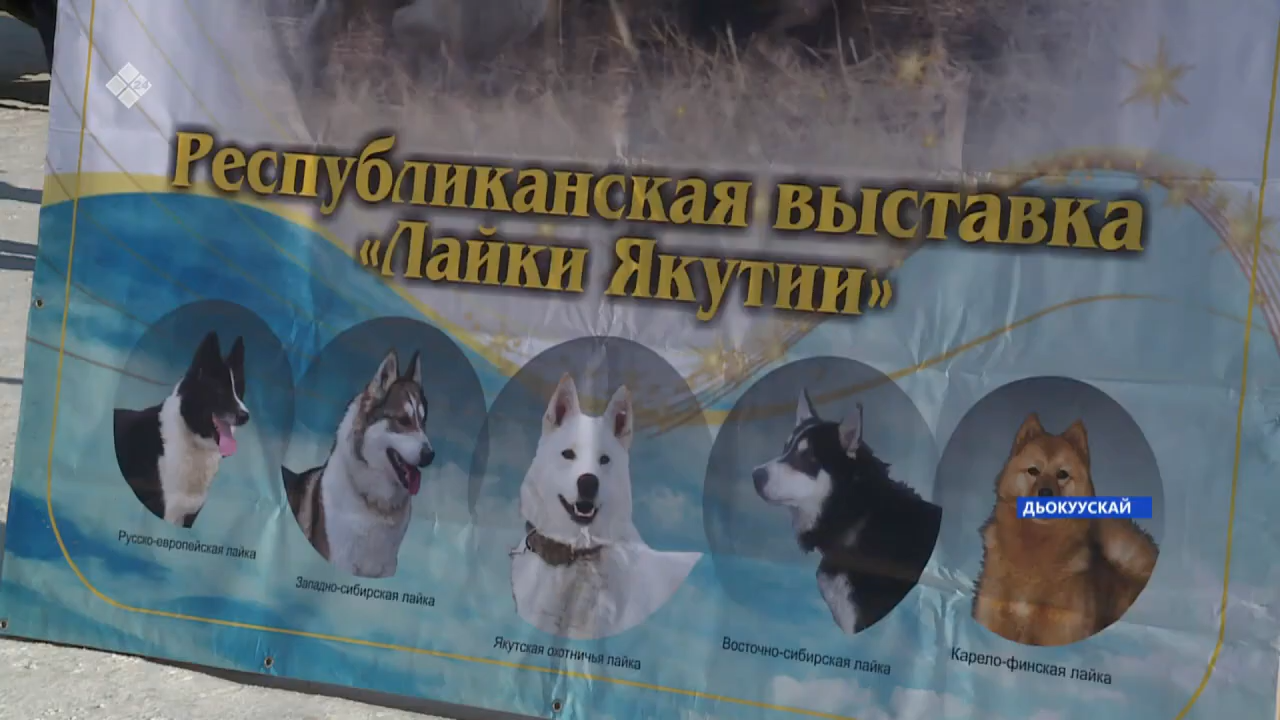 24
Республиканская выставка
«Лайки Якутии»
ДЬОКУУСКАЙ
Русско-европейская лайка
Западно-сибирская лайка
Якутская охотничья лайка
Восточно-сибирская лайка
Карело-финская лайка